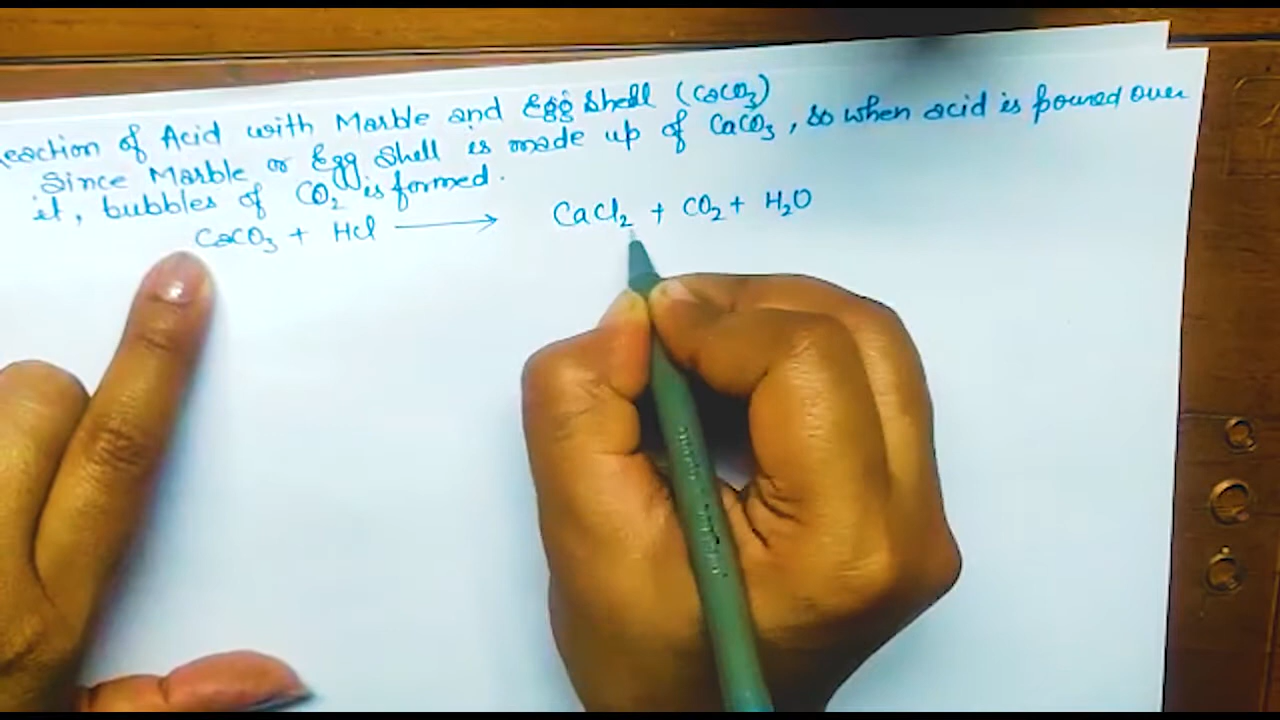 Reaction of Acid with Marble and Egg Shell (CaCO3)
Since Marble or Egg Shell is made up of CaCO3, so when acid is poured over
it, bubbles of CO2 is formed.
CaCO3 + HCl ⟶ CaCl2 + CO2 + H2O